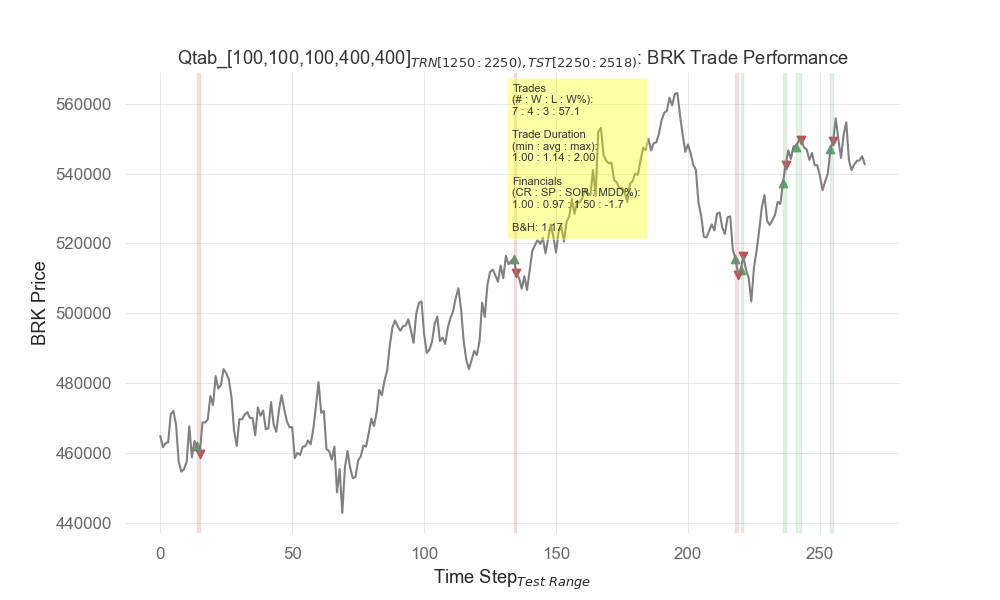 Qtab_[100,100,100,400,400]TRN[1250:2250),TST[2250:2518): BRK Trade Performance
Trades
(# : W : L : W%):
7 : 4 : 3 : 57.1
Trade Duration
(min : avg : max):
1.00 : 1.14 : 2.00
Financials
(CR : SP : SOR : MDD%):
1.00 : 0.97 : 1.50 : -1.7
B&H: 1.17
BRK Price
560000
540000
520000
500000
480000
460000
440000
0 50 100 150 200 250
Time StepTest Range